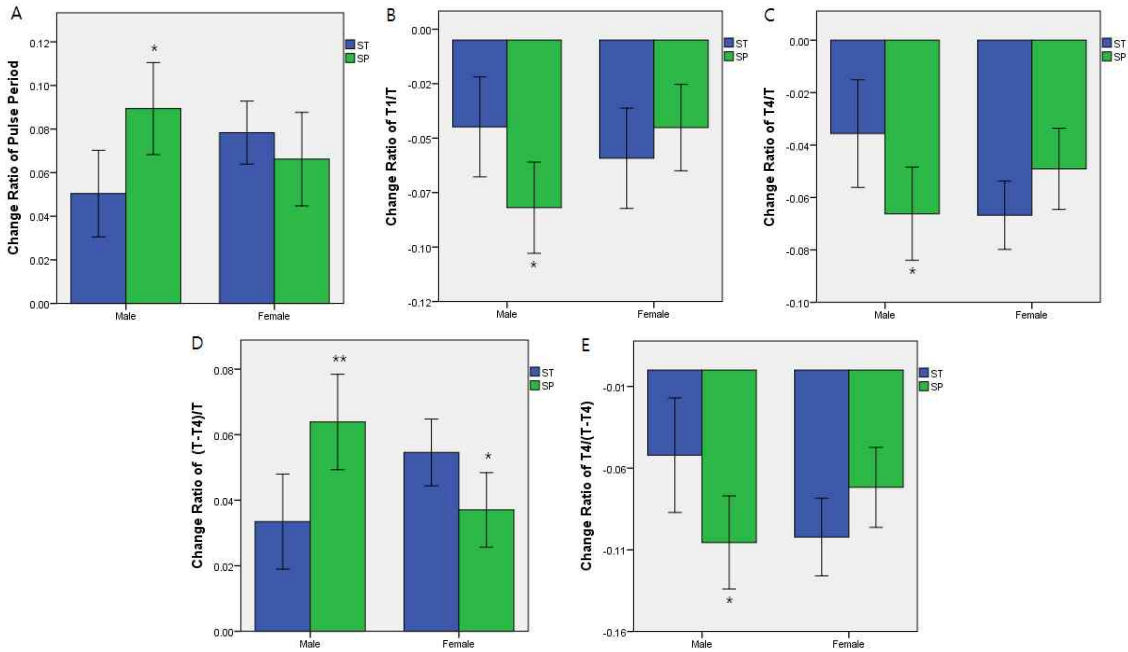 A
Change Ratio of Pulse Period
0.12
0.10
0.08
0.06
0.04
0.02
0.00
*
ST
SP
Male
Female
B
Change Ratio of T1/T
0.00
-0.02
-0.05
-0.07
-0.10
-0.12
*
ST
SP
Male
Female
C
Change Ratio of T4/T
0.00
-0.02
-0.04
-0.06
-0.08
-0.10
*
ST
SP
Male
Female
D
Change Ratio of (T-T4)/T
0.08
0.06
0.04
0.02
0.00
**
*
ST
SP
Male
Female
E
Change Ratio of T4/(T-T4)
-0.01
-0.06
-0.11
-0.16
*
ST
SP
Male
Female